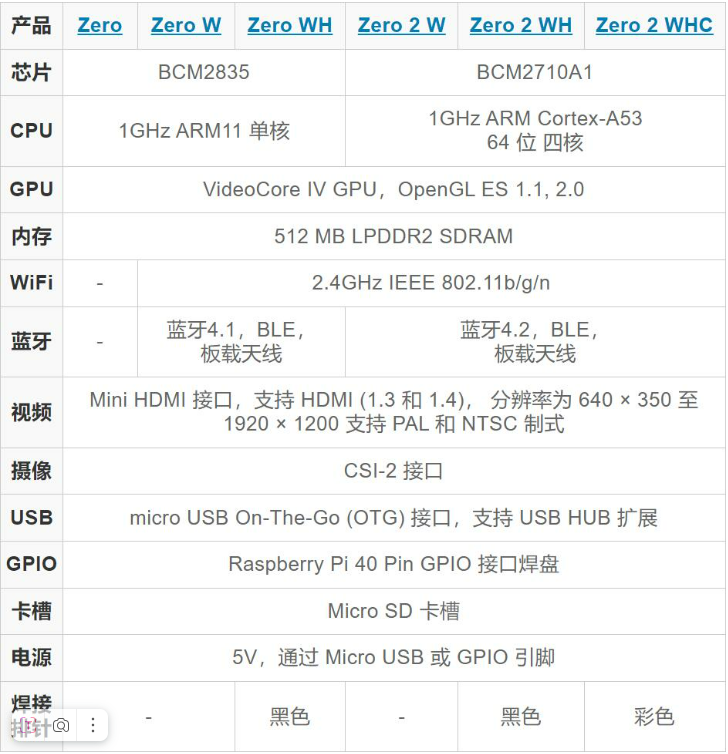 产品 Zero Zero W Zero WH Zero 2 W Zero 2 WH Zero 2 WHC
芯片 BCM2835 BCM2710A1
CPU 1GHz ARM11 单核 1GHz ARM Cortex-A53
64 位 四核
GPU VideoCore IV GPU，OpenGL ES 1.1, 2.0
内存 512 MB LPDDR2 SDRAM
WiFi - 2.4GHz IEEE 802.11b/g/n
蓝牙 - 蓝牙4.1，BLE， 蓝牙4.2，BLE，
板载天线 板载天线
视频 Mini HDMI 接口，支持 HDMI (1.3 和 1.4)， 分辨率为 640 × 350 至
1920 × 1200 支持 PAL 和 NTSC 制式
摄像 CSI-2 接口
USB micro USB On-The-Go (OTG) 接口，支持 USB HUB 扩展
GPIO Raspberry Pi 40 Pin GPIO 接口焊盘
卡槽 Micro SD 卡槽
电源 5V，通过 Micro USB 或 GPIO 引脚
焊接 - 黑色 - 黑色 彩色
排针